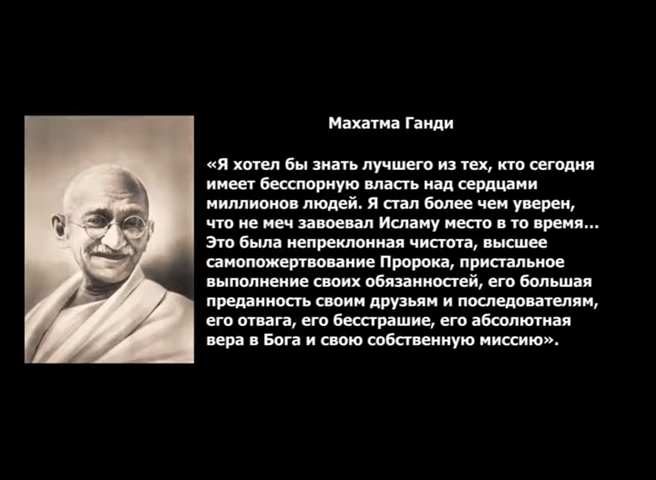 Махатма Ганди
«Я хотел бы знать лучшего из тех, кто сегодня
имеет бесспорную власть над сердцами
миллионов людей. Я стал более чем уверен,
что не меч завоевал Исламу место в то время...
Это была непреклонная чистота, высшее
самопожертвование Пророка, пристальное
выполнение своих обязанностей, его большая
преданность своим друзьям и последователям,
его отвага, его бесстрашие, его абсолютная
вера в Бога и свою собственную миссию».